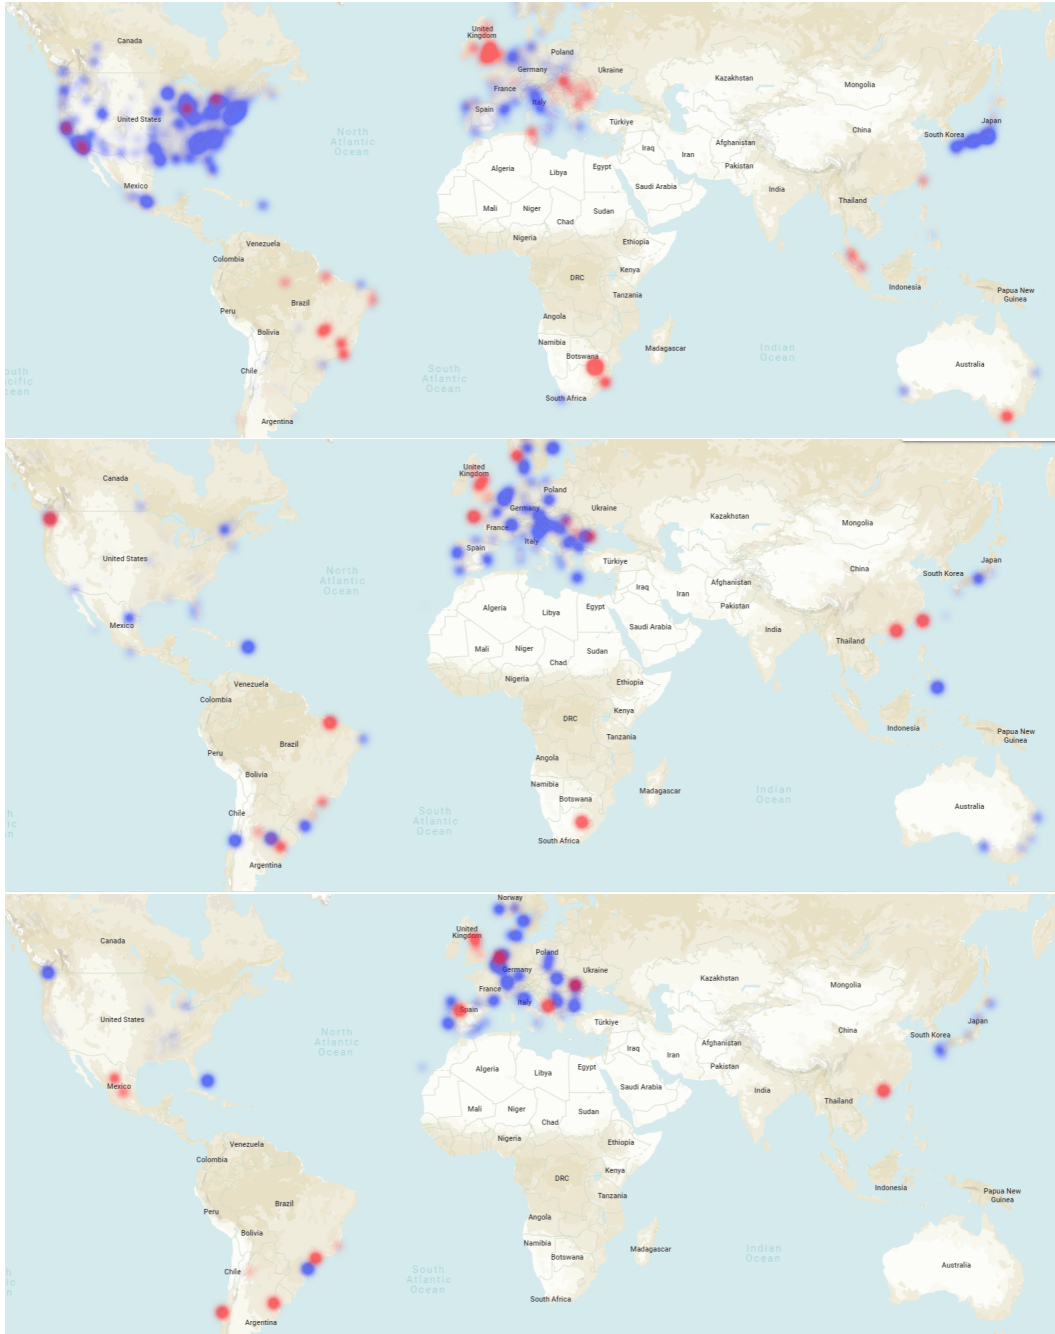 Canada
United
Kingdom
Poland
Germany
Ukraine
Kazakhstan
Mongolia
France
Spain
Italy
United States
North
Atlantic
Ocean
Türkiye
China
South Korea
Japan
Iraq
Iran
Afghanistan
Pakistan
Algeria
Libya
Egypt
Saudi Arabia
India
Mexico
Mali
Niger
Chad
Sudan
Thailand
Nigeria
Ethiopia
Venezuela
Colombia
DRC
Kenya
Tanzania
Indonesia
Papua New
Guinea
Peru
Brazil
Angola
Bolivia
Namibia
Botswana
Madagascar
Indian
Ocean
Chile
South
Atlantic
Ocean
South Africa
Australia
Argentina
Canada
United
Kingdom
Poland
Germany
Ukraine
Kazakhstan
Mongolia
France
Spain
Italy
United States
North
Atlantic
Ocean
Türkiye
China
South Korea
Japan
Iraq
Iran
Afghanistan
Pakistan
Algeria
Libya
Egypt
Saudi Arabia
India
Mexico
Mali
Niger
Chad
Sudan
Thailand
Nigeria
Ethiopia
Venezuela
Colombia
DRC
Kenya
Tanzania
Indonesia
Papua New
Guinea
Peru
Brazil
Angola
Bolivia
Namibia
Botswana
Madagascar
Indian
Ocean
Chile
South
Atlantic
Ocean
South Africa
Australia
Argentina
Norway
Canada
United
Kingdom
Poland
Germany
Ukraine
Kazakhstan
Mongolia
France
Spain
Italy
United States
North
Atlantic
Ocean
Türkiye
China
South Korea
Japan
Iraq
Iran
Afghanistan
Pakistan
Algeria
Libya
Egypt
Saudi Arabia
India
Mexico
Mali
Niger
Chad
Sudan
Thailand
Nigeria
Ethiopia
Venezuela
Colombia
DRC
Kenya
Tanzania
Indonesia
Papua New
Guinea
Peru
Brazil
Angola
Bolivia
Namibia
Botswana
Madagascar
Indian
Ocean
Chile
South
Atlantic
Ocean
South Africa
Australia
Argentina